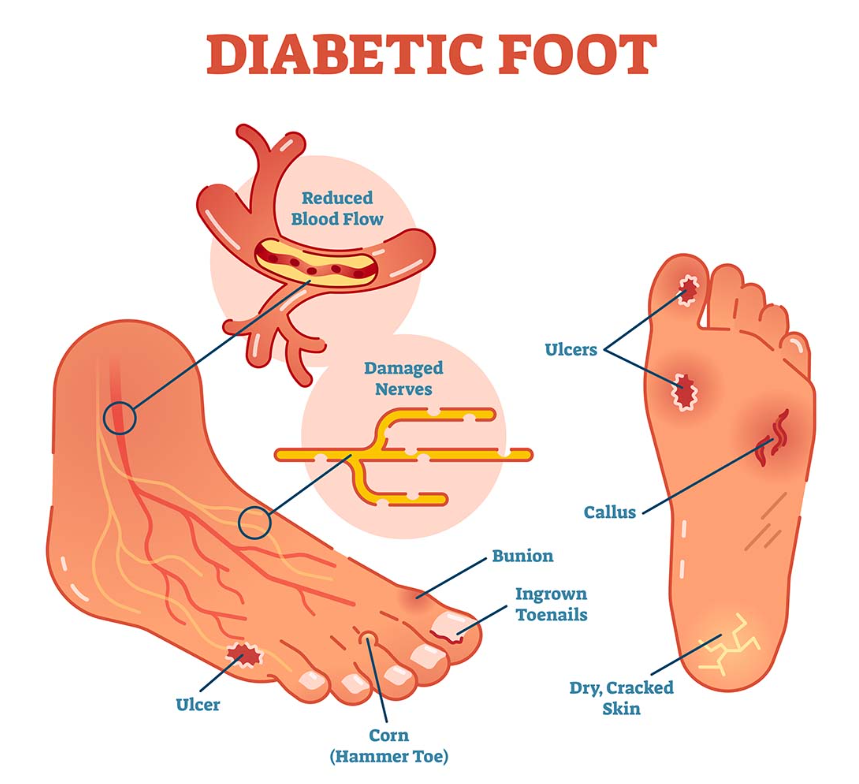 DIABETIC FOOT
Reduced
Blood Flow
Damaged
Nerves
Ulcers
Callus
Bunion
Ingrown
Toenails
Dry, Cracked
Skin
Ulcer
Corn
(Hammer Toe)